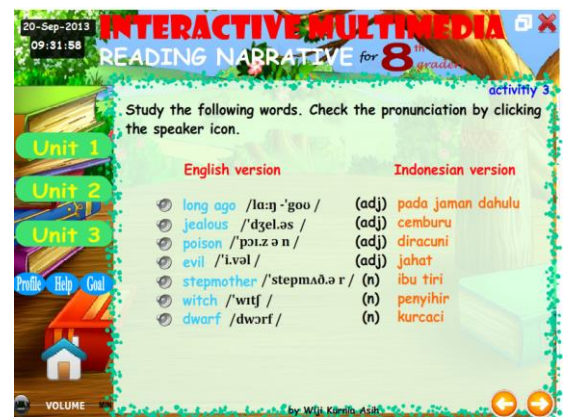 20-Sep-2013
09:31:58
INTERACTIVE MULTIMEDIA
READING NARRATIVE for 8th graders
activitiy 3
Study the following words. Check the pronunciation by clicking
the speaker icon.
English version Indonesian version
long ago /lɑ:ŋ -'goʊ / (adj) pada jaman dahulu
jealous /'dʒel.əs / (adj) cemburu
poison /'pɔɪ.z ə n / (adj) diracuni
evil /'i.vəl / (adj) jahat
stepmother /'stepmʌð.ə r / (n) ibu tiri
witch /'wɪtʃ / (n) penyihir
dwarf /dwɔrf / (n) kurcaci
Unit 1
Unit 2
Unit 3
Profile Help Goal
VOLUME
by Wiji Kurnia Asih